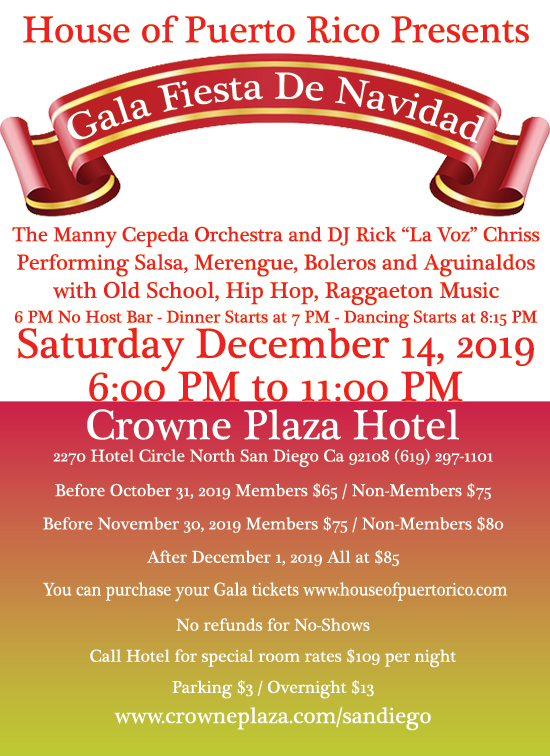 House of Puerto Rico Presents
Gala Fiesta De Navidad
The Manny Cepeda Orchestra and DJ Rick “La Voz” Chriss
Performing Salsa, Merengue, Boleros and Aguinaldos
with Old School, Hip Hop, Raggaeton Music
6 PM No Host Bar - Dinner Starts at 7 PM - Dancing Starts at 8:15 PM
Saturday December 14, 2019
6:00 PM to 11:00 PM
Crowne Plaza Hotel
2270 Hotel Circle North San Diego Ca 92108 (619) 297-1101
Before October 31, 2019 Members $65 / Non-Members $75
Before November 30, 2019 Members $75 / Non-Members $80
After December 1, 2019 All at $85
You can purchase your Gala tickets www.houseofpuertorico.com
No refunds for No-Shows
Call Hotel for special room rates $109 per night
Parking $3 / Overnight $13
www.crowneplaza.com/sandiego